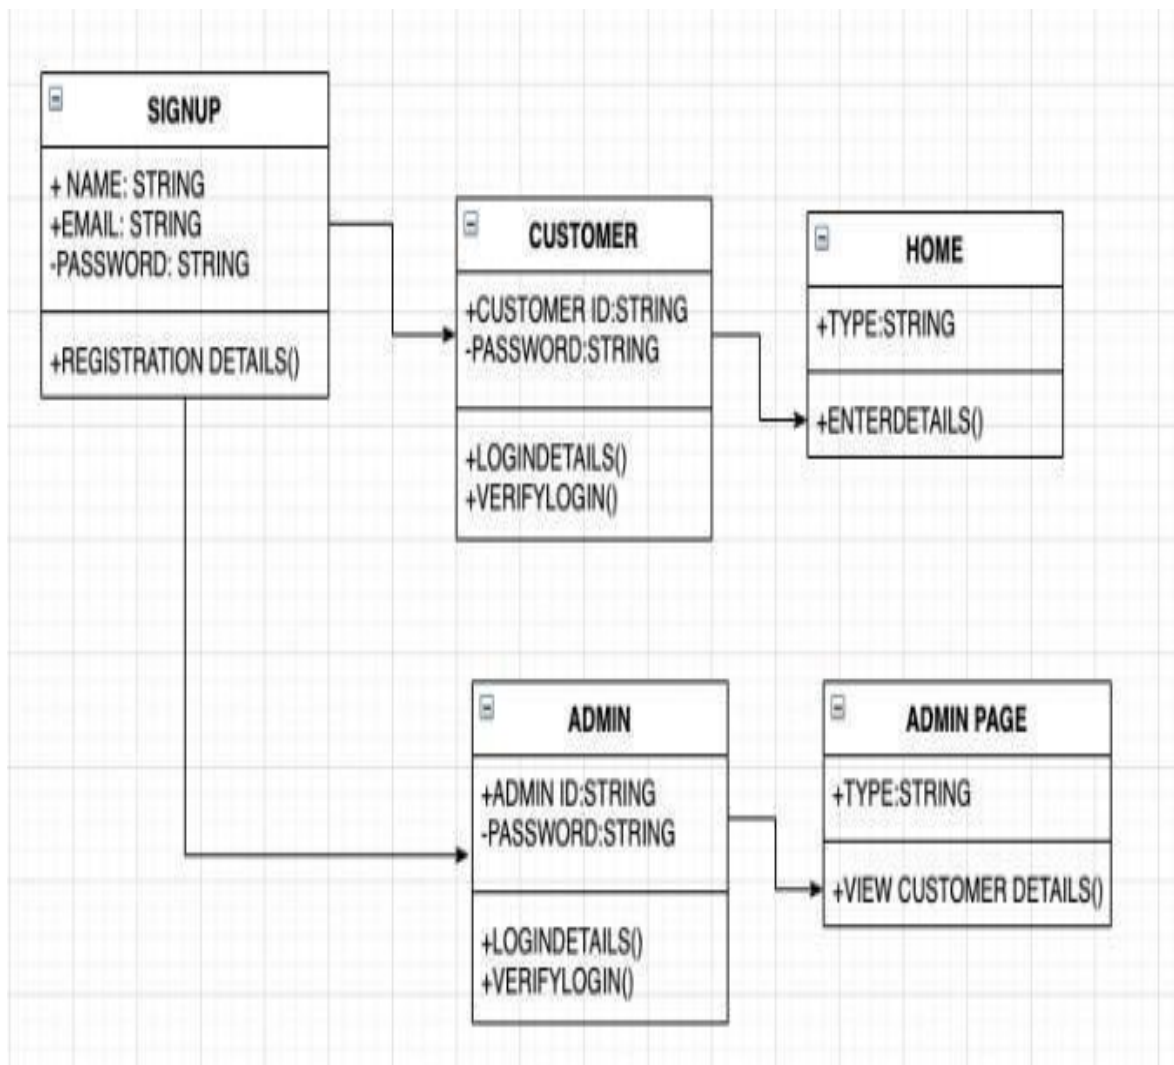 SIGNUP
+ NAME: STRING
+EMAIL: STRING
-PASSWORD: STRING
+REGISTRATION DETAILS()
CUSTOMER
+CUSTOMER ID:STRING
-PASSWORD:STRING
+LOGINDETAILS()
+VERIFYLOGIN()
HOME
+TYPE:STRING
+ENTERDETAILS()
ADMIN
+ADMIN ID:STRING
-PASSWORD:STRING
+LOGINDETAILS()
+VERIFYLOGIN()
ADMIN PAGE
+TYPE:STRING
+VIEW CUSTOMER DETAILS()